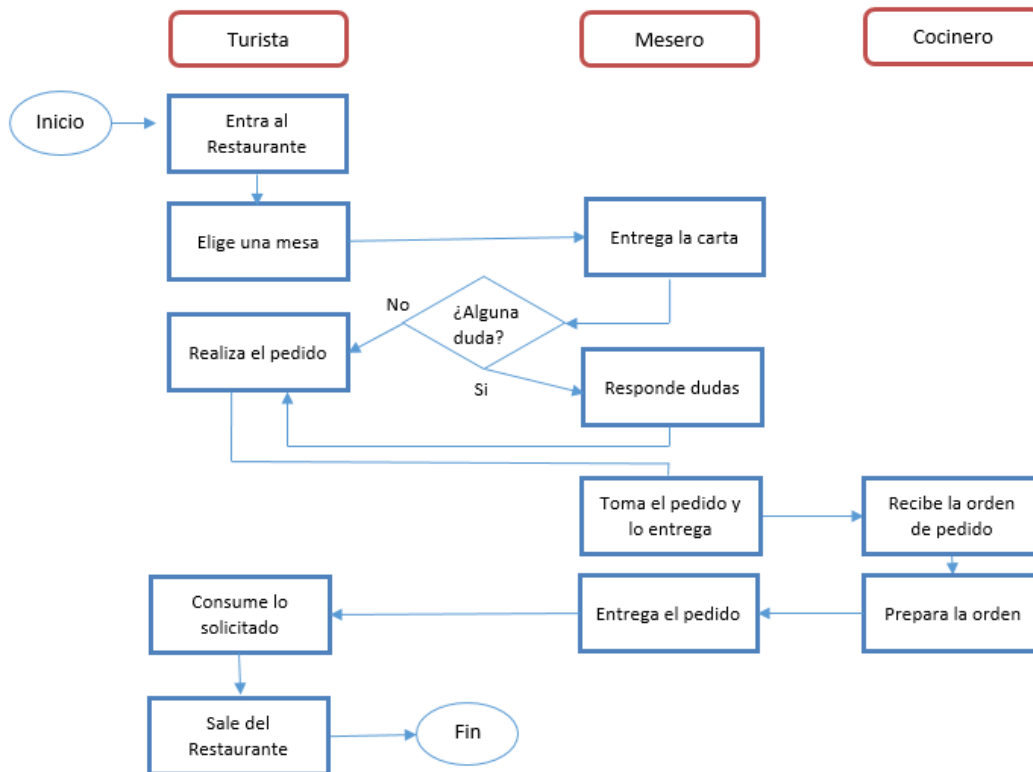 Turista
Mesero
Cocinero
Inicio
Entra al
Restaurante
Elige una mesa
Entrega la carta
¿Alguna
duda?
No
Realiza el pedido
Si
Responde dudas
Toma el pedido y
lo entrega
Recibe la orden
de pedido
Consume lo
solicitado
Entrega el pedido
Prepara la orden
Sale del
Restaurante
Fin